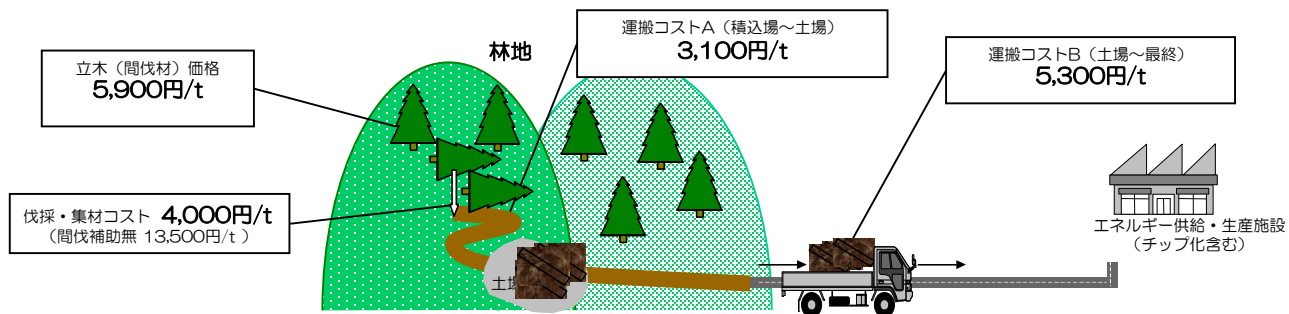 林地
立木（間伐材）価格
5,900円/t
運搬コストA（積込場～土場）
3,100円/t
運搬コストB（土場～最終）
5,300円/t
伐採・集材コスト 4,000円/t
（間伐補助無 13,500円/t ）
土場
エネルギー供給・生産施設
（チップ化含む）